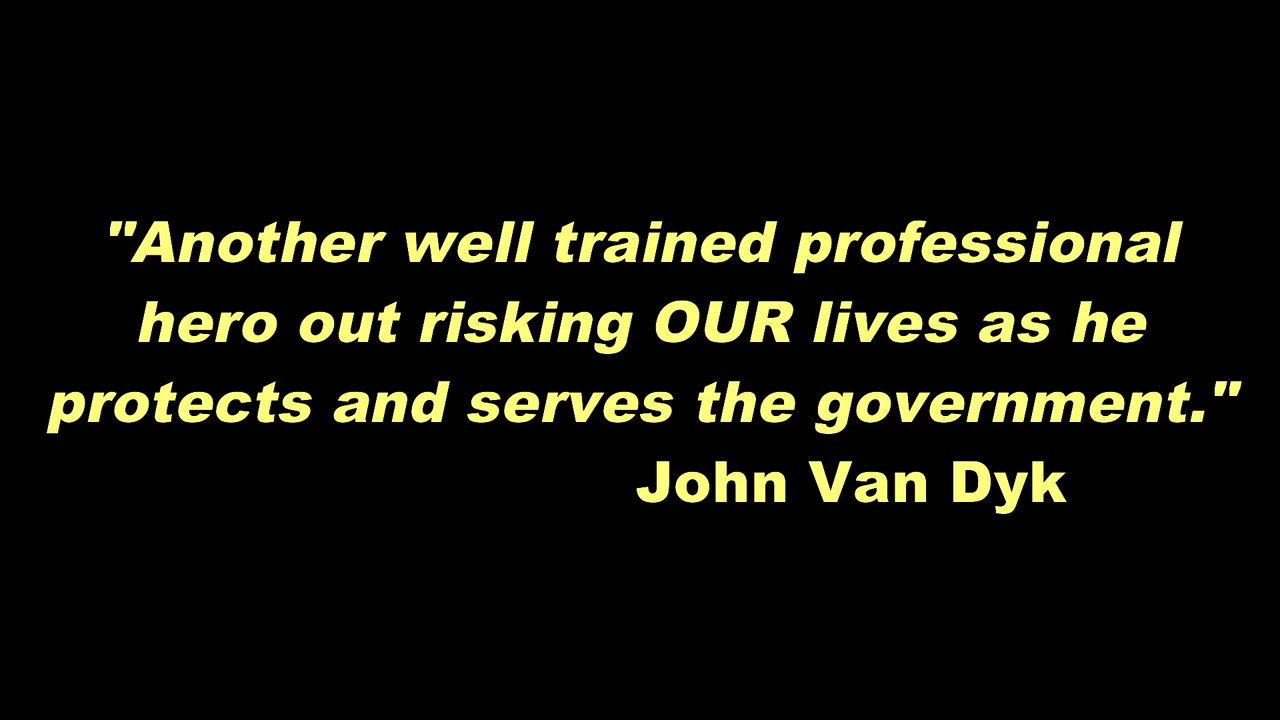 "Another well trained professional
hero out risking OUR lives as he
protects and serves the government."
John Van Dyk